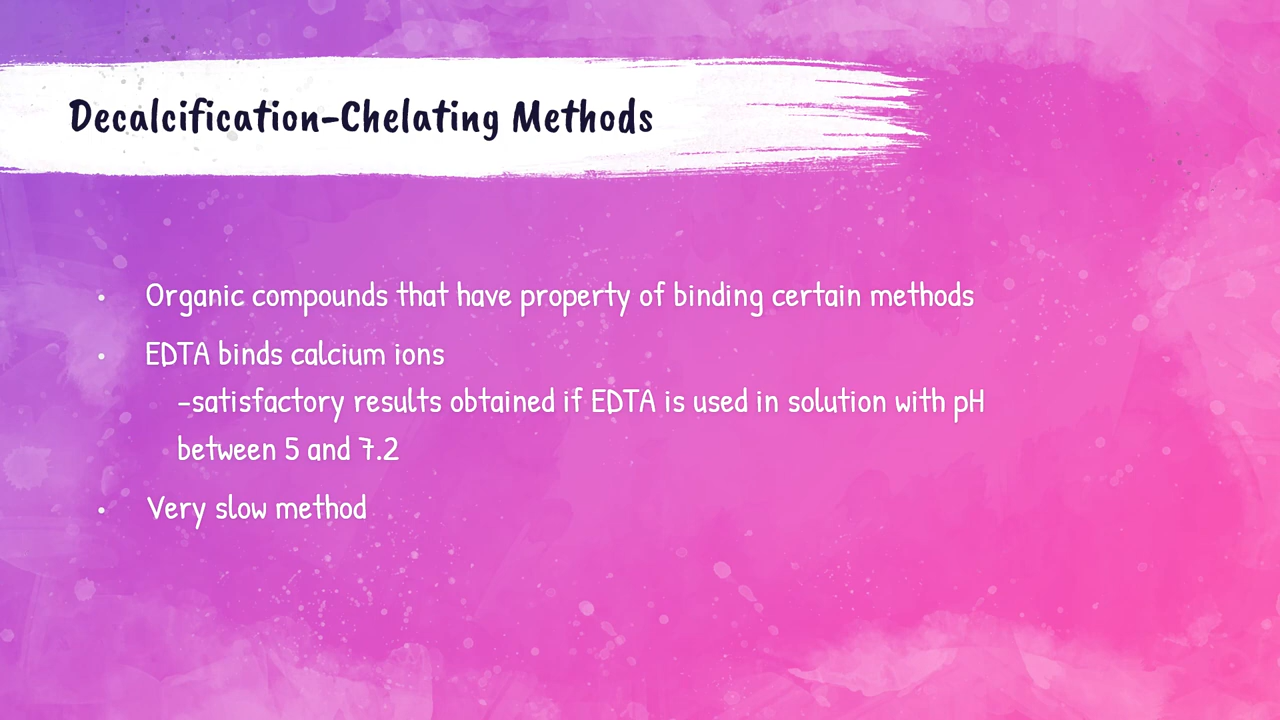 Decalcification-Chelating Methods
• Organic compounds that have property of binding certain methods
• EDTA binds calcium ions
-satisfactory results obtained if EDTA is used in solution with pH
between 5 and 7.2
• Very slow method